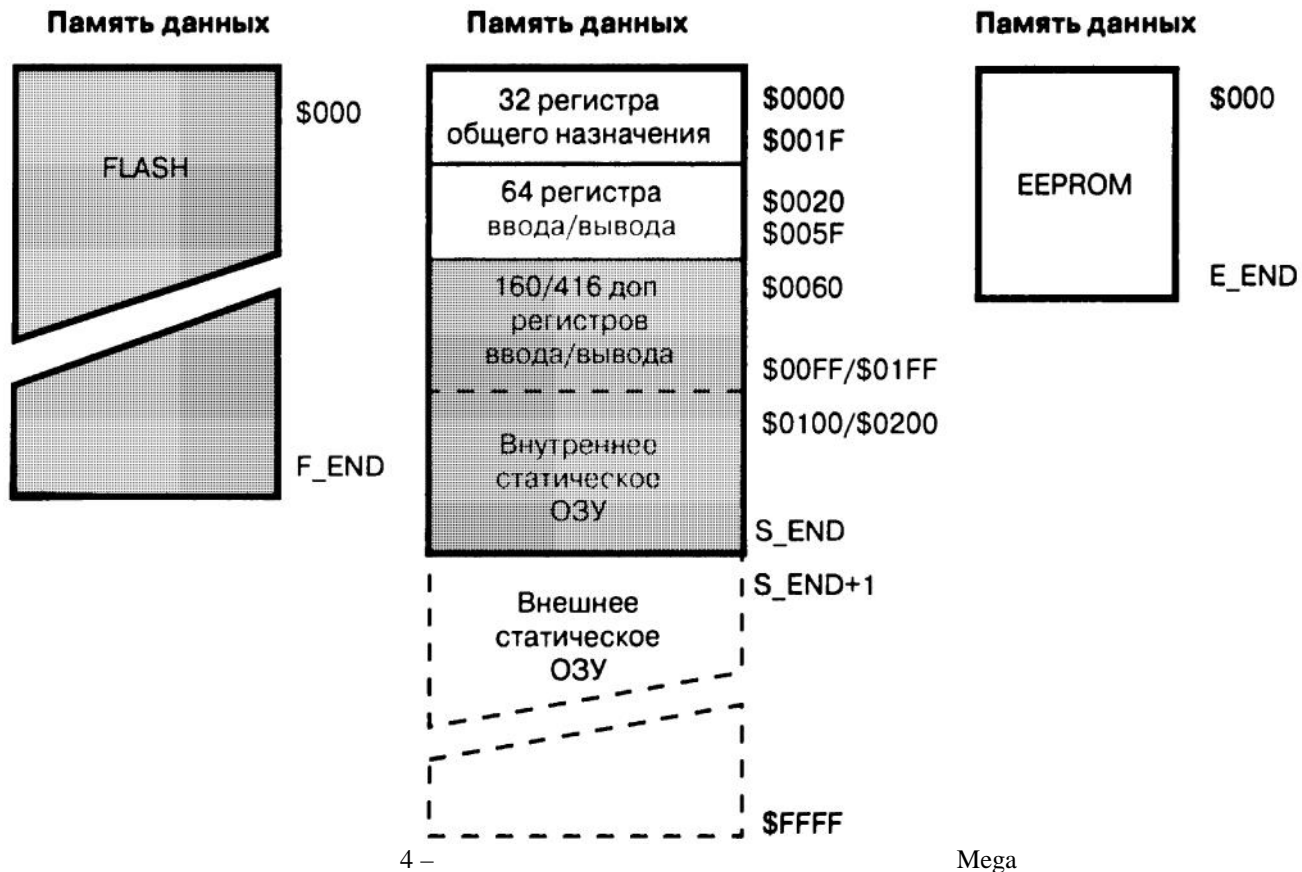 Память данных
$000
FLASH
F_END
Память данных
32 регистра
общего назначения
$0000
$001F
64 регистра
ввода/вывода
$0020
$005F
160/416 доп
регистров
ввода/вывода
$0060
$00FF/$01FF
$0100/$0200
Внутреннее
статическое
ОЗУ
S_END
S_END+1
Внешнее
статическое
ОЗУ
$FFFF
Память данных
$000
EEPROM
E_END
4 – Mega